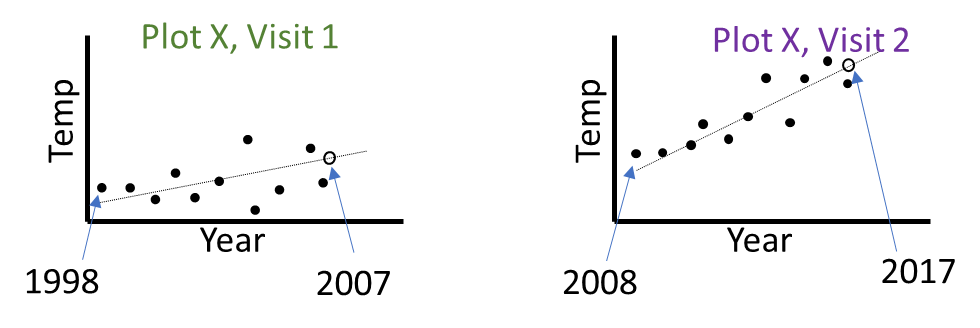 Plot X, Visit 1
Temp
Year
1998
2007
Plot X, Visit 2
Temp
Year
2008
2017